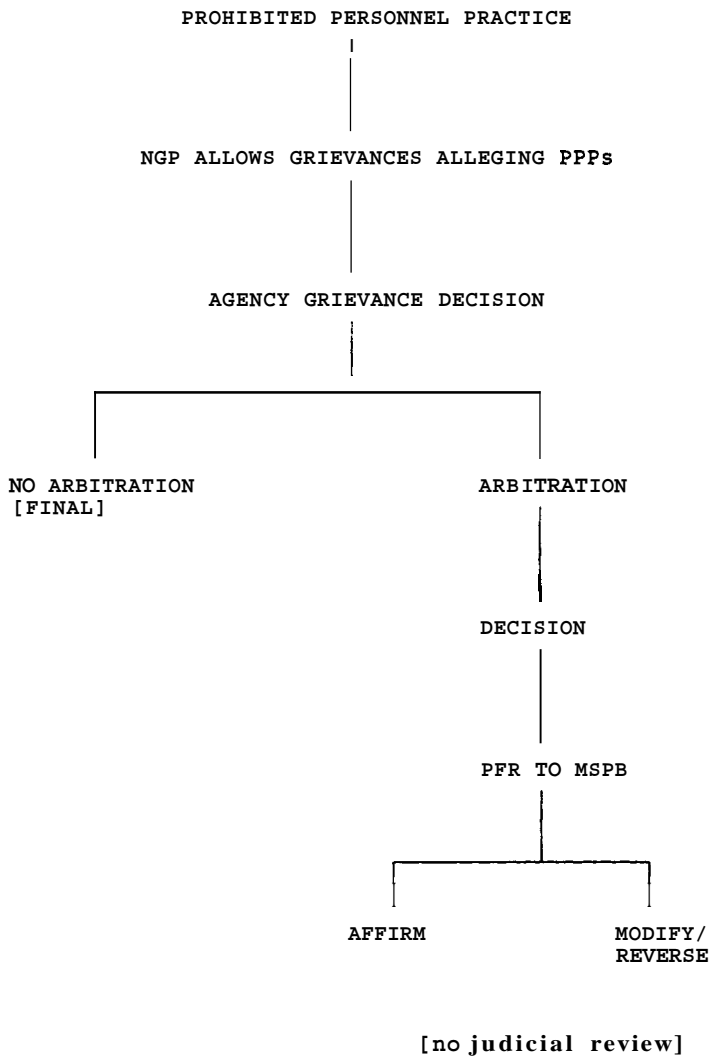 PROHIBITED PERSONNEL PRACTICE
NGP ALLOWS GRIEVANCES ALLEGING PPPs
AGENCY GRIEVANCE DECISION
NO ARBITRATION
[FINAL]
ARBITRATION
DECISION
PFR TO MSPB
AFFIRM
MODIFY/
REVERSE
[no judicial review]